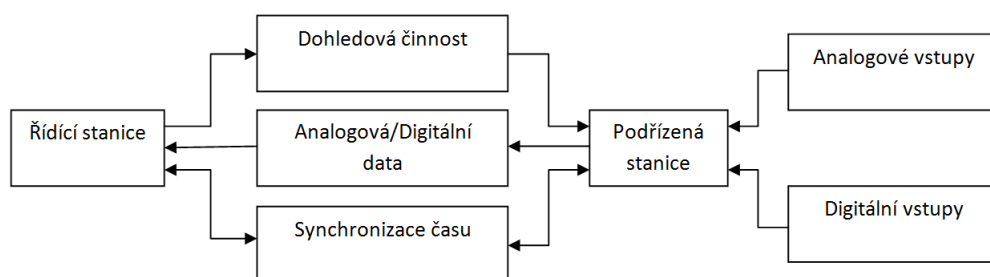 Dohledová činnost
Analogové vstupy
Řídící stanice
Analogová/Digitální
data
Podřízená
stanice
Synchronizace času
Digitální vstupy